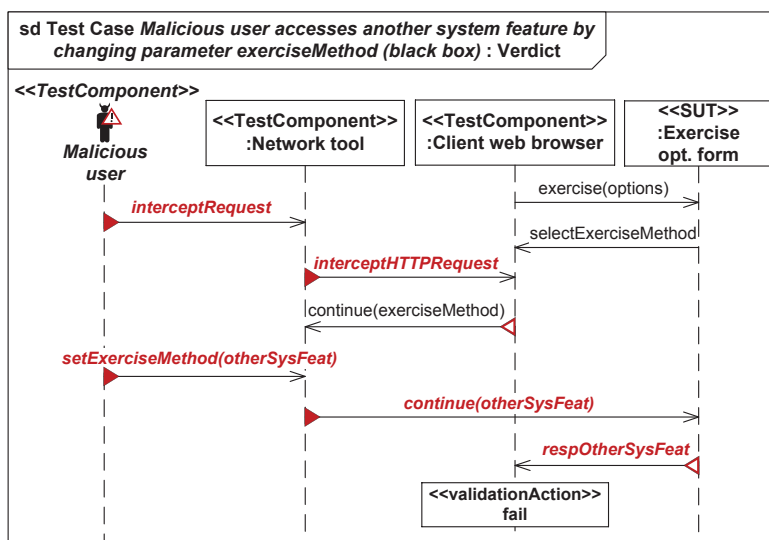 sd Test Case Malicious user accesses another system feature by
changing parameter exerciseMethod (black box) : Verdict
<<TestComponent>>
Malicious
user
<<TestComponent>>
:Network tool
<<TestComponent>>
:Client web browser
<<SUT>>
:Exercise
opt. form
exercise(options)
interceptRequest
selectExerciseMethod
interceptHTTPRequest
continue(exerciseMethod)
setExerciseMethod(otherSysFeat)
continue(otherSysFeat)
respOtherSysFeat
<<validationAction>>
fail